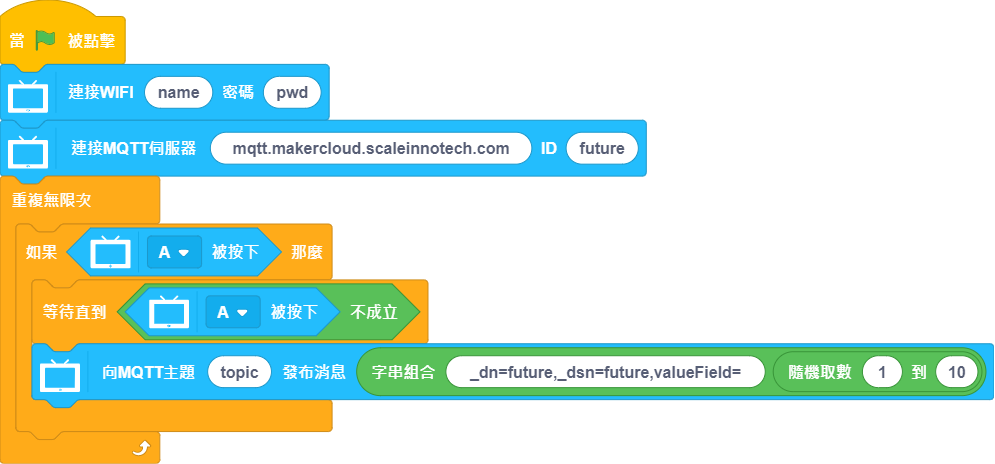 當 被點擊
連接WIFI name 密碼 pwd
連接MQTT伺服器 mqtt.makercloud.scaleinnotech.com ID future
重複無限次
如果 A 被按下 那麼
等待直到 A 被按下 不成立
向MQTT主題 topic 發布消息 字串組合 _dn=future,_dsn=future,valueField= 隨機取數 1 到 10